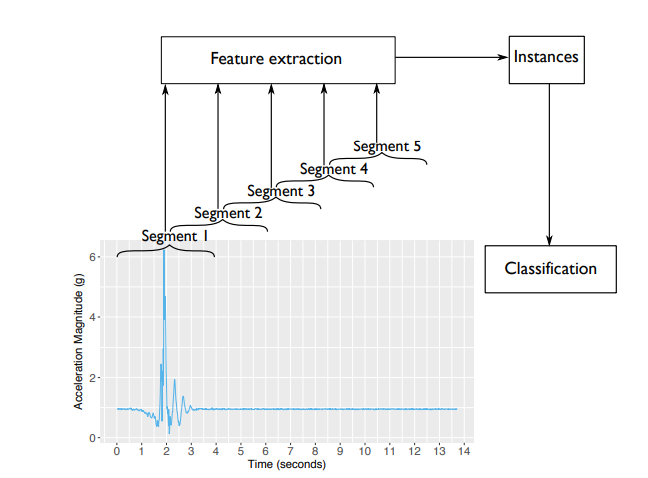 Feature extraction
Instances
Segment 5
Segment 4
Segment 3
Segment 2
Segment 1
Classification
Acceleration Magnitude (g)
6
4
2
0
0 1 2 3 4 5 6 7 8 9 10 11 12 13 14
Time (seconds)